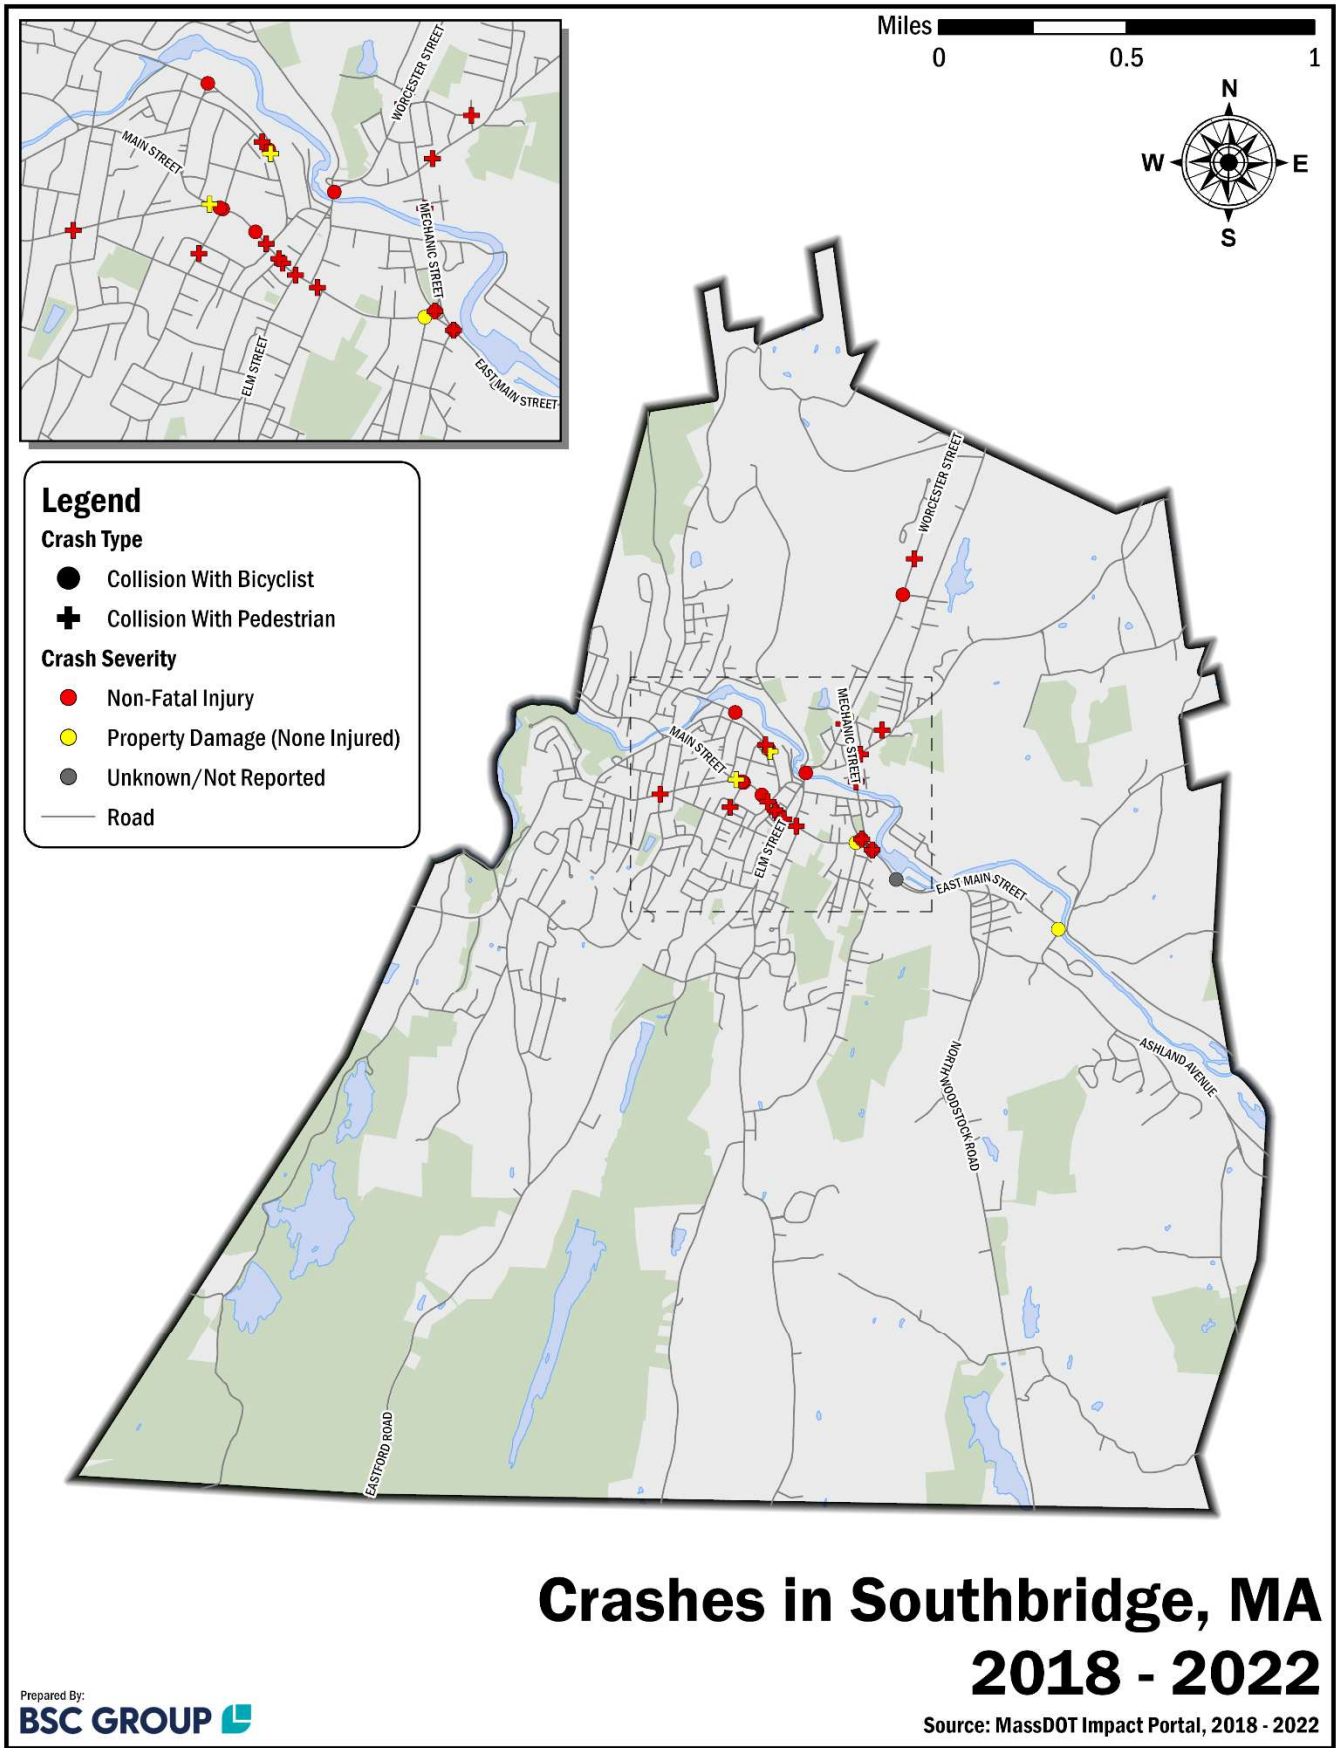 Miles
0 0.5 1
N
W E
S
WORCESTER STREET
MAIN STREET
MECHANIC STREET
ELM STREET
EAST MAIN STREET
Legend
Crash Type
Collision With Bicyclist
Collision With Pedestrian
Crash Severity
Non-Fatal Injury
Property Damage (None Injured)
Unknown/Not Reported
Road
WORCESTER STREET
MECHANIC STREET
MAIN STREET
ELM STREET
EAST MAIN STREET
ASHLAND AVENUE
NORTH WOODSTOCK ROAD
EASTFORD ROAD
Crashes in Southbridge, MA
2018 - 2022
Prepared By:
BSC GROUP
Source: MassDOT Impact Portal, 2018 - 2022